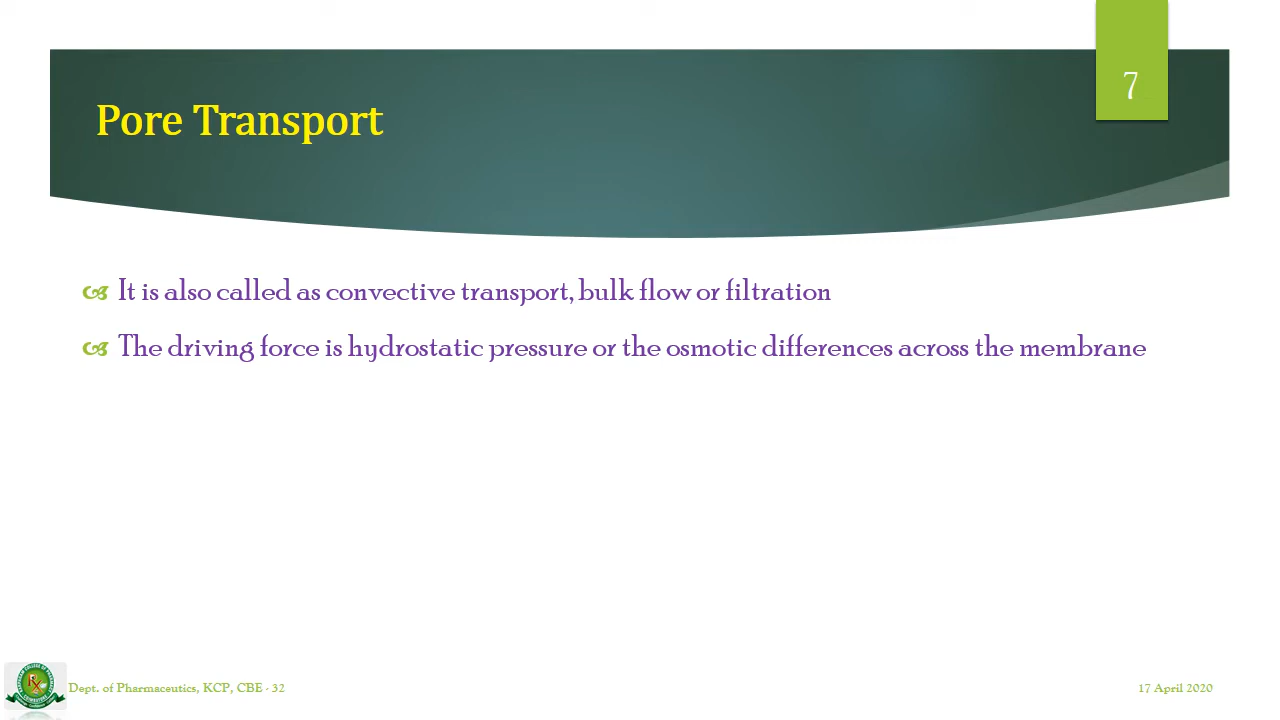 7
Pore Transport
It is also called as convective transport, bulk flow or filtration
The driving force is hydrostatic pressure or the osmotic differences across the membrane
Dept. of Pharmaceutics, KCP, CBE - 32
17 April 2020